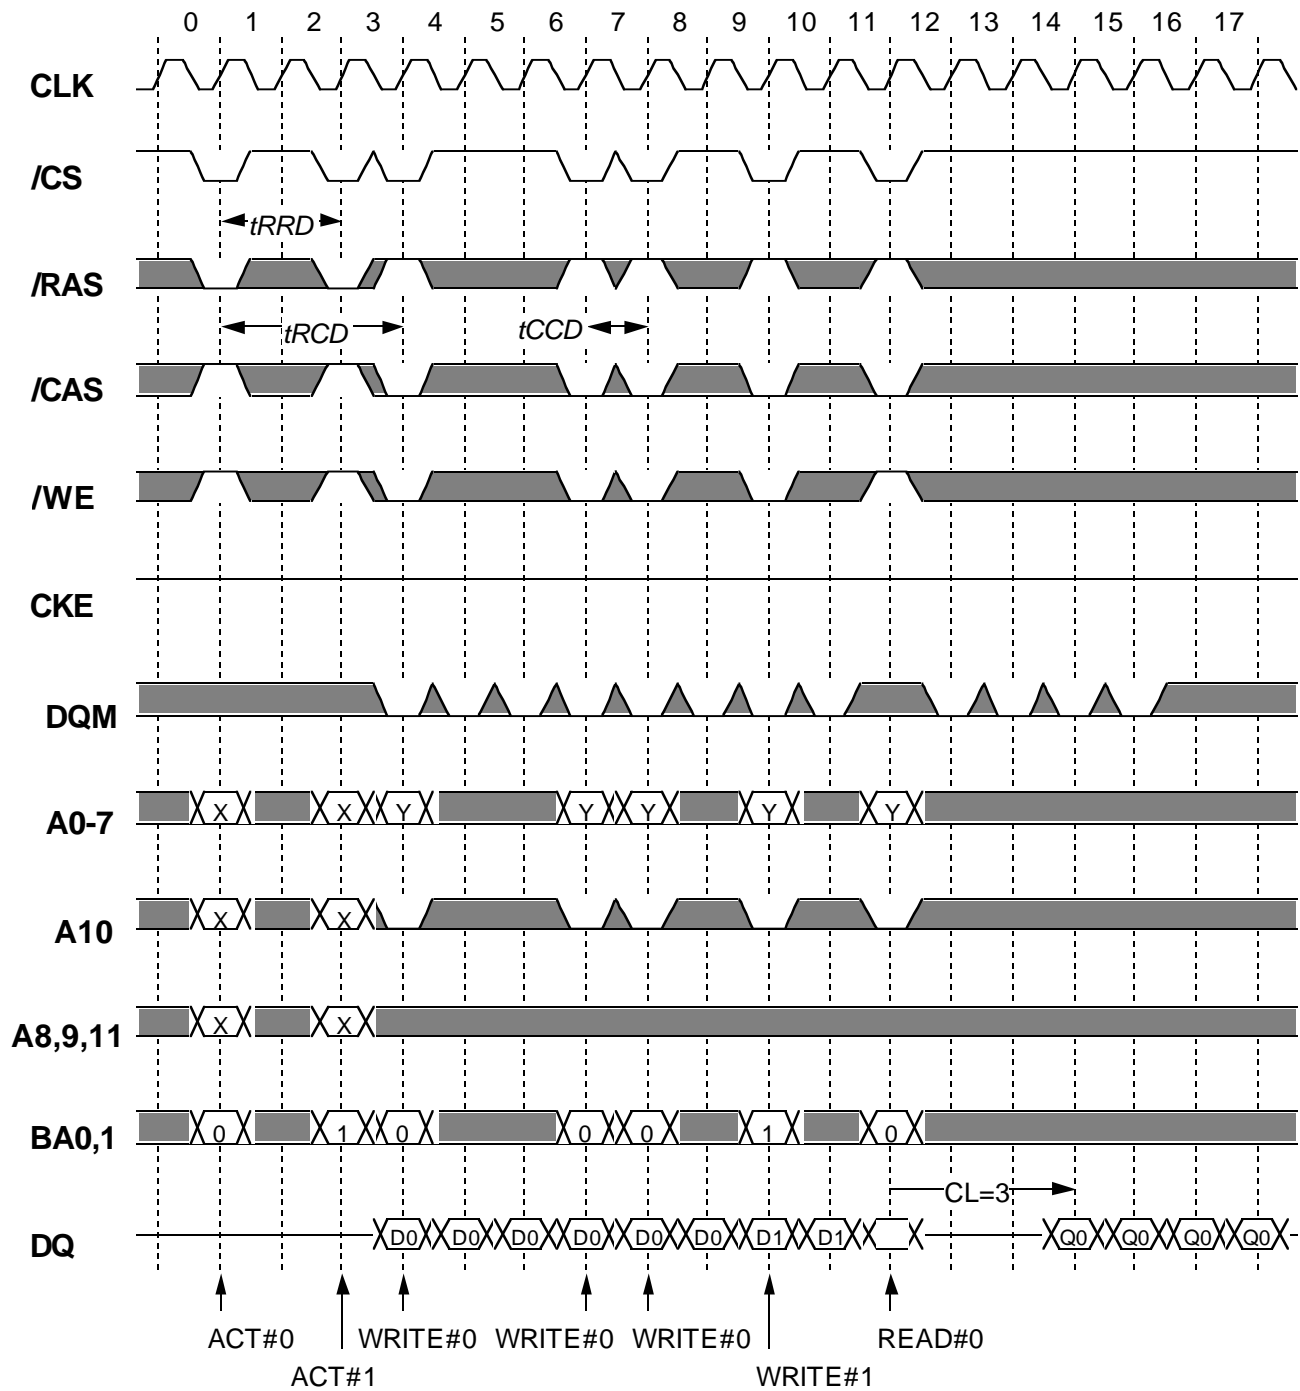 0 1 2 3 4 5 6 7 8 9 10 11 12 13 14 15 16 17
CLK
/CS
tRRD
/RAS
tRCD tCCD
/CAS
/WE
CKE
DQM
A0-7 X X Y Y Y Y Y
A10 X X
A8,9,11 X X
BA0,1 0 1 0 0 0 1 0
CL=3
DQ D0 D0 D0 D0 D0 D0 D1 D1 Q0 Q0 Q0 Q0
ACT#0 WRITE#0 WRITE#0 WRITE#0 READ#0
ACT#1 WRITE#1